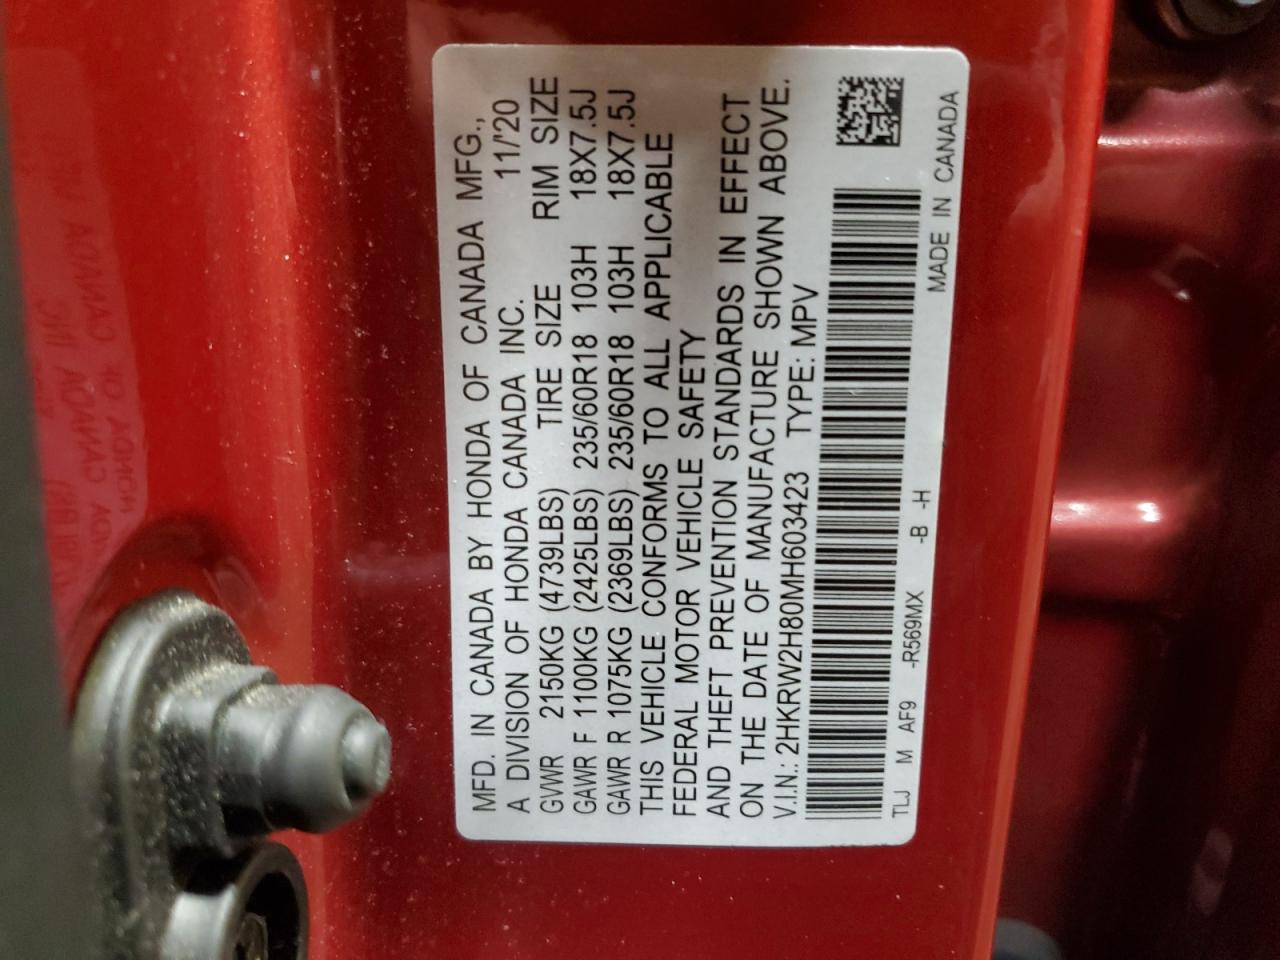 MFD. IN CANADA BY HONDA OF CANADA MFG.,
A DIVISION OF HONDA CANADA INC. 11/'20
GVWR 2150KG (4739LBS) TIRE SIZE RIM SIZE
GAWR F 1100KG (2425LBS) 235/60R18 103H 18X7.5J
GAWR R 1075KG (2369LBS) 235/60R18 103H 18X7.5J
THIS VEHICLE CONFORMS TO ALL APPLICABLE
FEDERAL MOTOR VEHICLE SAFETY
AND THEFT PREVENTION STANDARDS IN EFFECT
ON THE DATE OF MANUFACTURE SHOWN ABOVE.
V.I.N.: 2HKRW2H80MH603423 TYPE: MPV
TLJ M AF9 -R569MX -B -H MADE IN CANADA